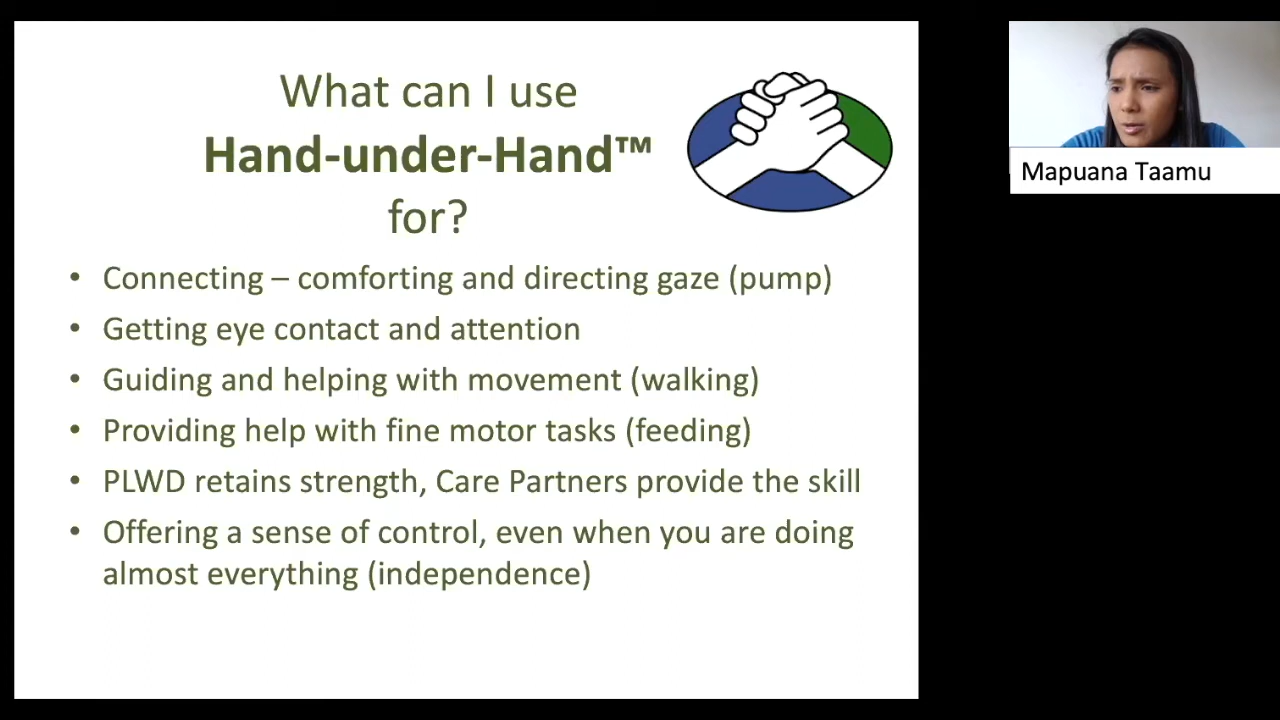 What can I use
Hand-under-Hand™
for?
• Connecting – comforting and directing gaze (pump)
• Getting eye contact and attention
• Guiding and helping with movement (walking)
• Providing help with fine motor tasks (feeding)
• PLWD retains strength, Care Partners provide the skill
• Offering a sense of control, even when you are doing
almost everything (independence)
Mapuana Taamu